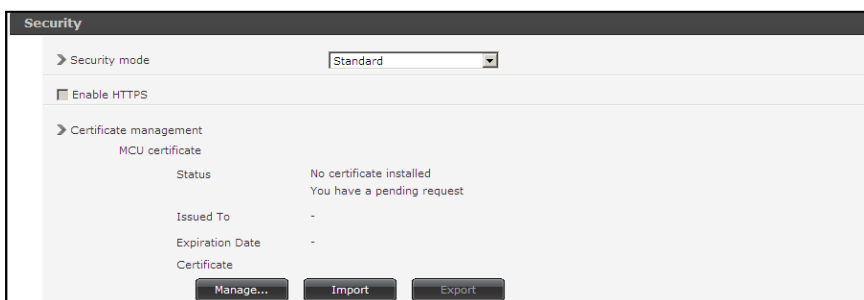 Security
Security mode Standard
Enable HTTPS
Certificate management
MCU certificate
Status No certificate installed
You have a pending request
Issued To -
Expiration Date -
Certificate
Manage... Import Export